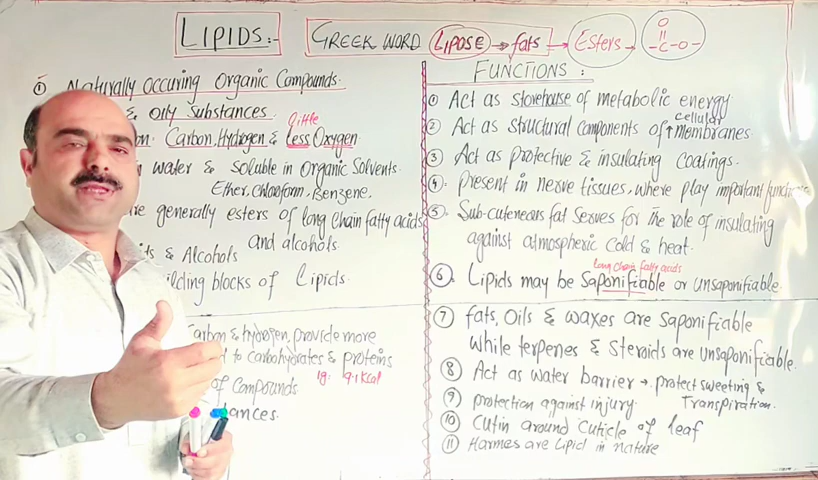 LIPIDS:-
GREEK WORD LIPOSE → fats → Esters →
O
-C-O-
① Naturally occuring Organic Compounds.
& oily Substances.
little
Carbon, Hydrogen & less Oxygen
in water & soluble in Organic Solvents.
Ether, chloroform, Benzene.
are generally esters of long Chain fatty acids
and alcohols.
& Alcohols
building blocks of Lipids.
Carbon & Hydrogen, provide more
to carbohydrates & proteins
1g: 9.1 Kcal
of Compounds
FUNCTIONS:
① Act as storehouse of metabolic energy
cellular
② Act as structural components of ↑ membranes.
③ Act as protective & insulating coatings.
④ Present in nerve tissues, where play important
⑤ Sub-cutenears fat serves for the role of insulating
against atmospheric cold & heat.
long chain fatty acids
⑥ Lipids may be Saponifiable or unsaponifiable.
⑦ fats, Oils & waxes are saponifiable
while terpenes & Steroids are unsaponifiable.
⑧ Act as water barrier → protect sweeting &
Transpiration.
⑨ protection against injury.
⑩ Cutin around Cuticle of leaf
⑪ Harmes are Lipid in nature